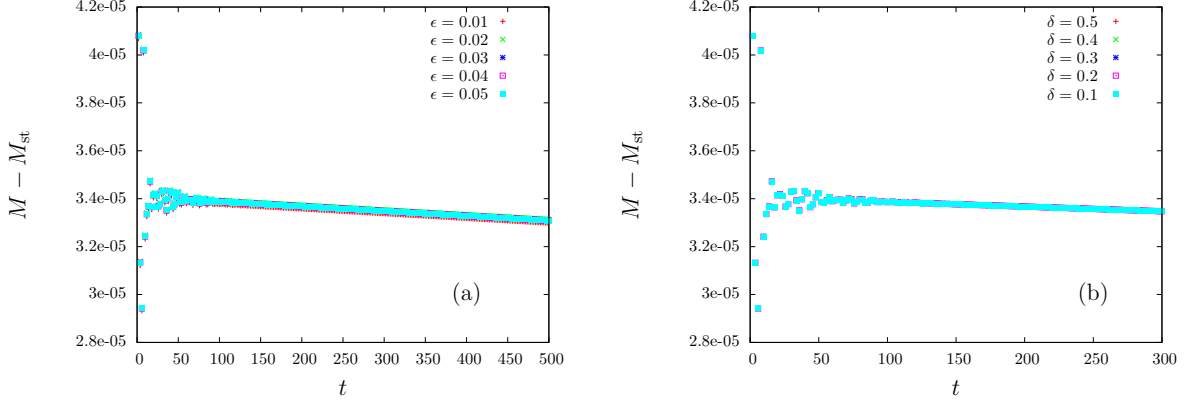 4.2e-05
4e-05
3.8e-05
3.6e-05
3.4e-05
3.2e-05
3e-05
2.8e-05
M − M_st
ϵ = 0.01
ϵ = 0.02
ϵ = 0.03
ϵ = 0.04
ϵ = 0.05
(a)
0 50 100 150 200 250 300 350 400 450 500
t
4.2e-05
4e-05
3.8e-05
3.6e-05
3.4e-05
3.2e-05
3e-05
2.8e-05
M − M_st
δ = 0.5
δ = 0.4
δ = 0.3
δ = 0.2
δ = 0.1
(b)
0 50 100 150 200 250 300
t